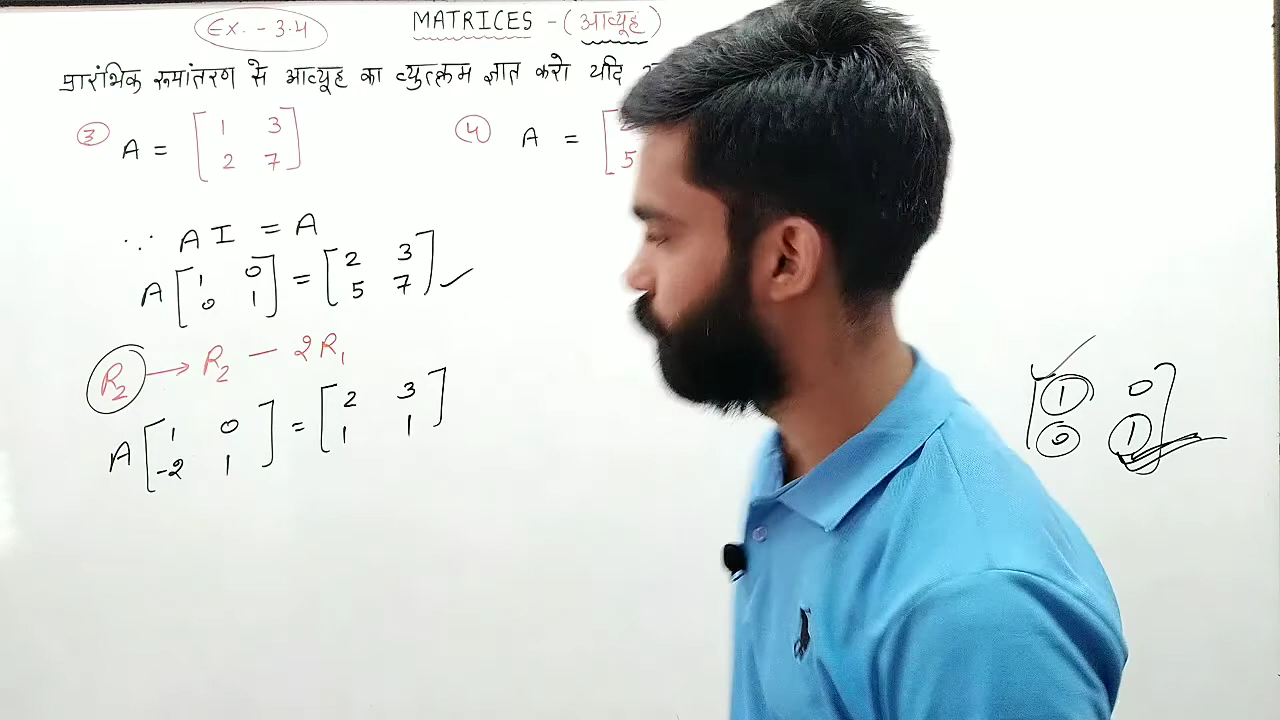 Ex. - 3.4
MATRICES - (आव्यूह)
प्रारंभिक रूपांतरण से आव्यूह का व्युत्क्रम ज्ञात करो यदि
③ A = [1 3
2 7]
④ A = [
5
∵ AI = A
A [1 0
0 1] = [2 3
5 7] ✓
R₂ → R₂ − 2R₁
A [1 0
-2 1] = [2 3
1 1]
[1 0
0 1]